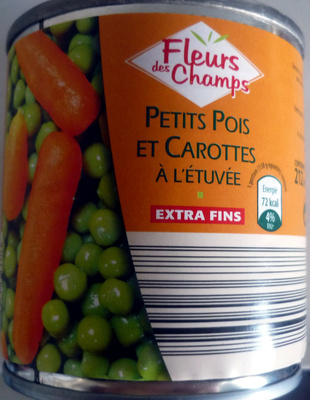 Fleurs
des Champs
PETITS POIS
ET CAROTTES
À L'ÉTUVÉE
EXTRA FINS
Energie
72 kcal
4%